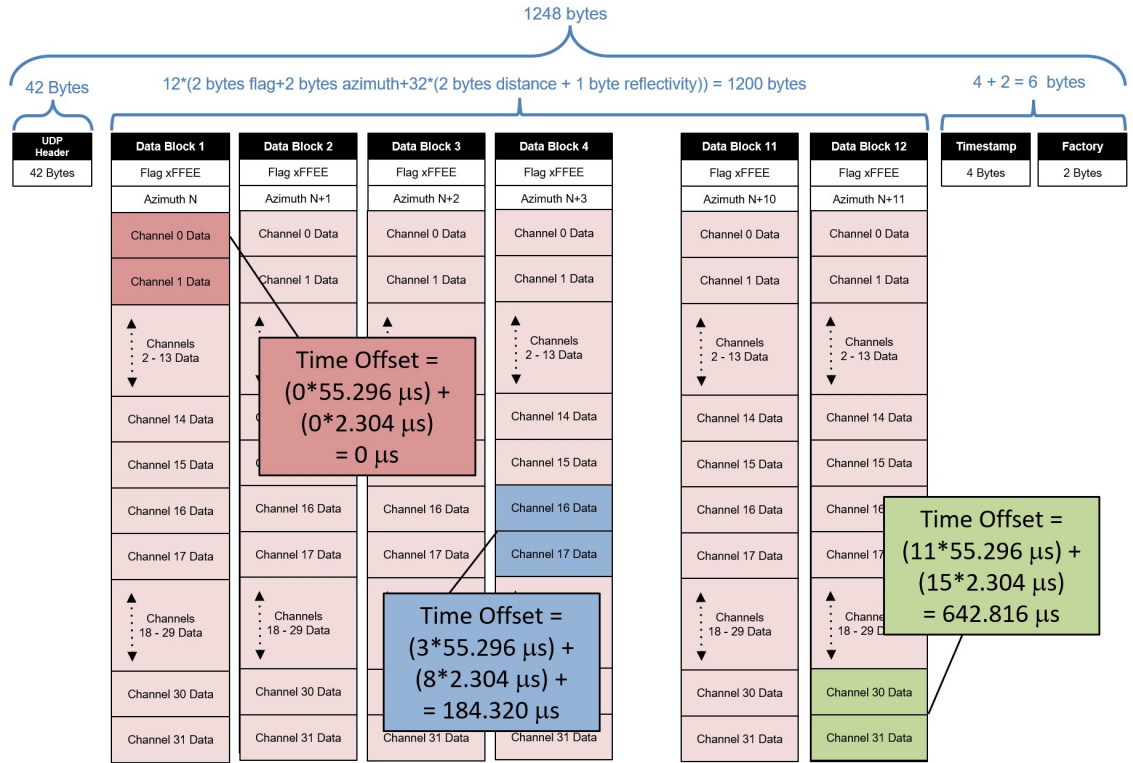 1248 bytes
42 Bytes
12*(2 bytes flag+2 bytes azimuth+32*(2 bytes distance + 1 byte reflectivity)) = 1200 bytes
4 + 2 = 6 bytes
UDP
Header
42 Bytes
Data Block 1
Flag xFFEE
Azimuth N
Channel 0 Data
Channel 1 Data
Channels
2 - 13 Data
Channel 14 Data
Channel 15 Data
Channel 16 Data
Channel 17 Data
Channels
18 - 29 Data
Channel 30 Data
Channel 31 Data
Data Block 2
Flag xFFEE
Azimuth N+1
Channel 0 Data
Channel 1 Data
Channel 16 Data
Channel 17 Data
Channels
18 - 29 Data
Channel 30 Data
Channel 31 Data
Data Block 3
Flag xFFEE
Azimuth N+2
Channel 0 Data
Channel 1 Data
Channel 16 Data
Channel 17 Data
Data Block 4
Flag xFFEE
Azimuth N+3
Channel 0 Data
Channel 1 Data
Channels
2 - 13 Data
Channel 14 Data
Channel 15 Data
Channel 16 Data
Channel 17 Data
Channel 31 Data
Data Block 11
Flag xFFEE
Azimuth N+10
Channel 0 Data
Channel 1 Data
Channels
2 - 13 Data
Channel 14 Data
Channel 15 Data
Channel 16 Data
Channel 17 Data
Channels
18 - 29 Data
Channel 30 Data
Channel 31 Data
Data Block 12
Flag xFFEE
Azimuth N+11
Channel 0 Data
Channel 1 Data
Channels
2 - 13 Data
Channel 14 Data
Channel 15 Data
Channel 16
Channel 17
Channe
18 - 29 D
Channel 30 Data
Channel 31 Data
Timestamp
4 Bytes
Factory
2 Bytes
Time Offset =
(0*55.296 µs) +
(0*2.304 µs)
= 0 µs
Time Offset =
(3*55.296 µs) +
(8*2.304 µs) +
= 184.320 µs
Time Offset =
(11*55.296 µs) +
(15*2.304 µs)
= 642.816 µs